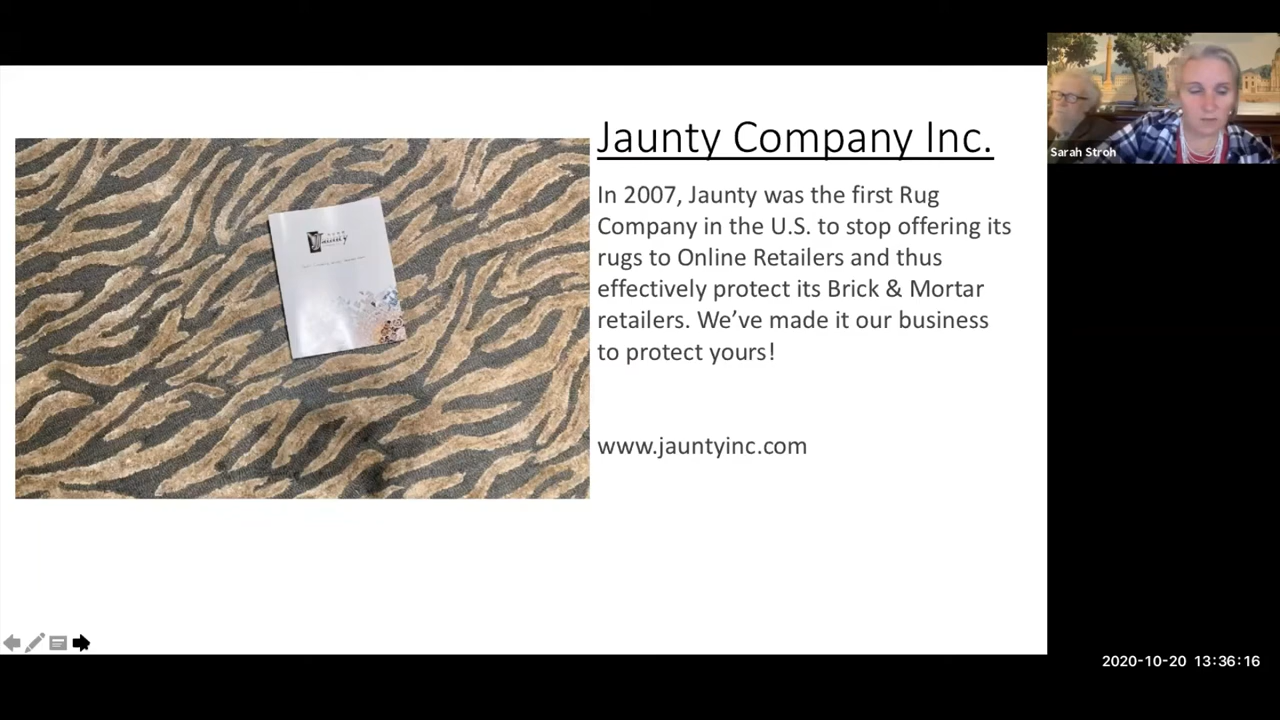 Jaunty Company Inc.
In 2007, Jaunty was the first Rug
Company in the U.S. to stop offering its
rugs to Online Retailers and thus
effectively protect its Brick & Mortar
retailers. We’ve made it our business
to protect yours!
www.jauntyinc.com
Jaunty
Sarah Stroh
2020-10-20 13:36:16